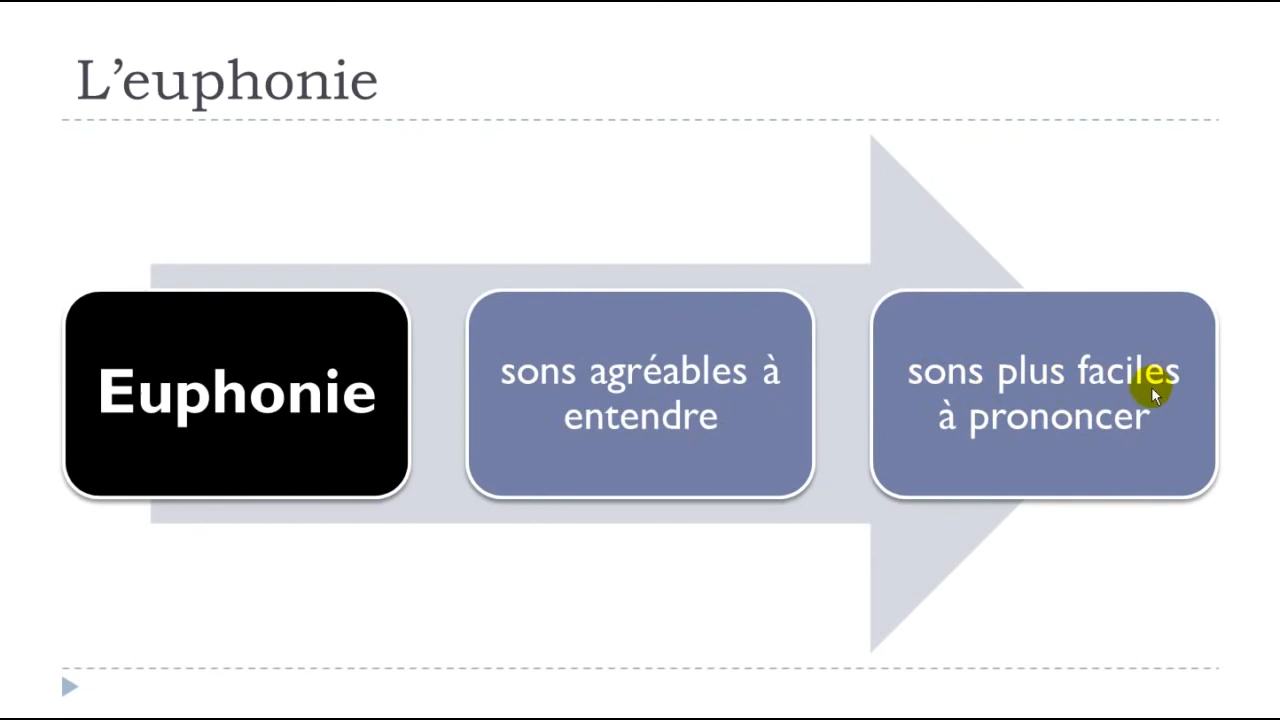 L’euphonie
Euphonie
sons agréables à
entendre
sons plus faciles
à prononcer